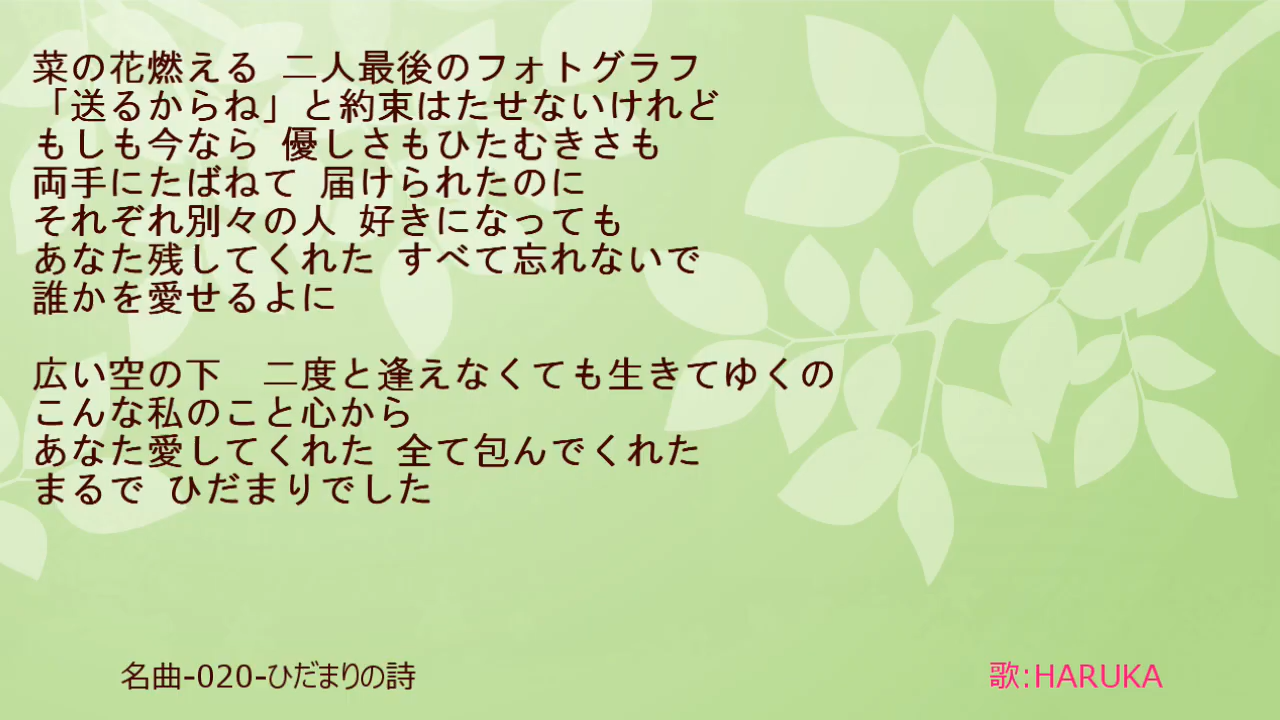 菜の花燃える 二人最後のフォトグラフ
「送るからね」と約束はたせないけれど
もしも今なら 優しさもひたむきさも
両手にたばねて 届けられたのに
それぞれ別々の人 好きになっても
あなた残してくれた すべて忘れないで
誰かを愛せるよに
広い空の下　二度と逢えなくても生きてゆくの
こんな私のこと心から
あなた愛してくれた 全て包んでくれた
まるで ひだまりでした
名曲-020-ひだまりの詩
歌:HARUKA